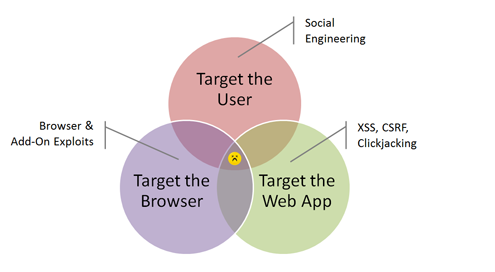 Social
Engineering
Target the
User
Browser &
Add-On Exploits
XSS, CSRF,
Clickjacking
Target the
Browser
Target the
Web App